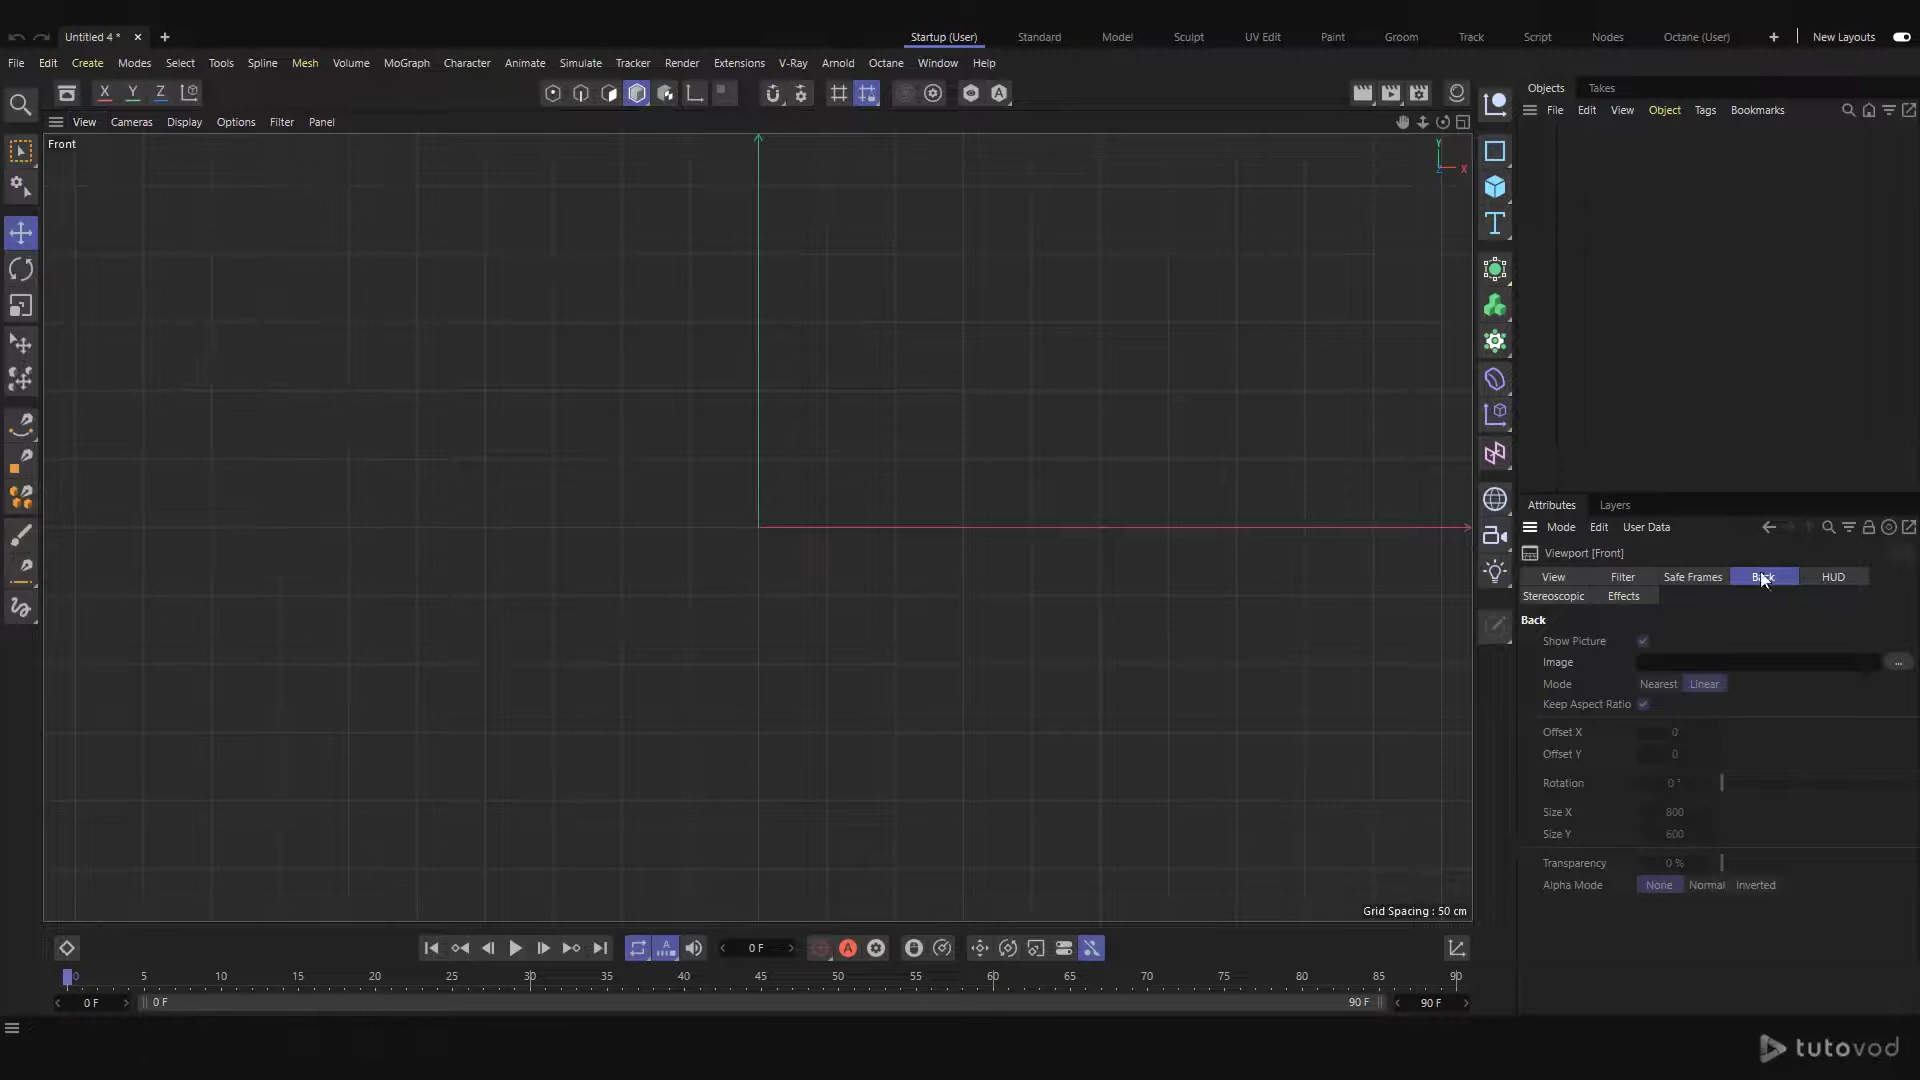 Untitled 4 *
Startup (User) Standard Model Sculpt UV Edit Paint Groom Track Script Nodes Octane (User) New Layouts
File Edit Create Modes Select Tools Spline Mesh Volume MoGraph Character Animate Simulate Tracker Render Extensions V-Ray Arnold Octane Window Help
X Y Z
A
Objects Takes
File Edit View Object Tags Bookmarks
View Cameras Display Options Filter Panel
Front
Y
X
Z
T
Attributes Layers
Mode Edit User Data
Viewport [Front]
View Filter Safe Frames Back HUD
Stereoscopic Effects
Back
Show Picture
Image ...
Mode Nearest Linear
Keep Aspect Ratio
Offset X 0
Offset Y 0
Rotation 0 °
Size X 800
Size Y 600
Transparency 0 %
Alpha Mode None Normal Inverted
Grid Spacing : 50 cm
A 0 F A
0 5 10 15 20 25 30 35 40 45 50 55 60 65 70 75 80 85 90
0 F 0 F 90 F 90 F
tutovod